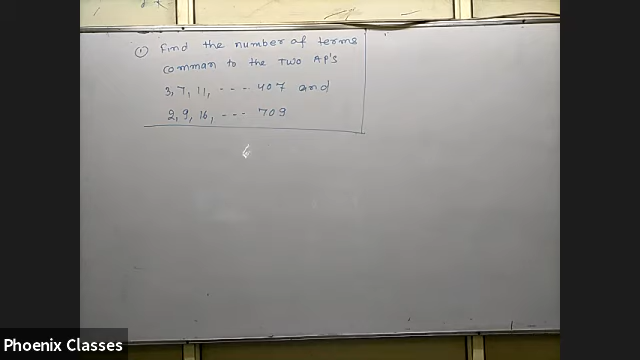 ① Find the number of terms
comman to the TWO AP's
3, 7, 11, ---- 407 and
2, 9, 16, --- 709
Phoenix Classes